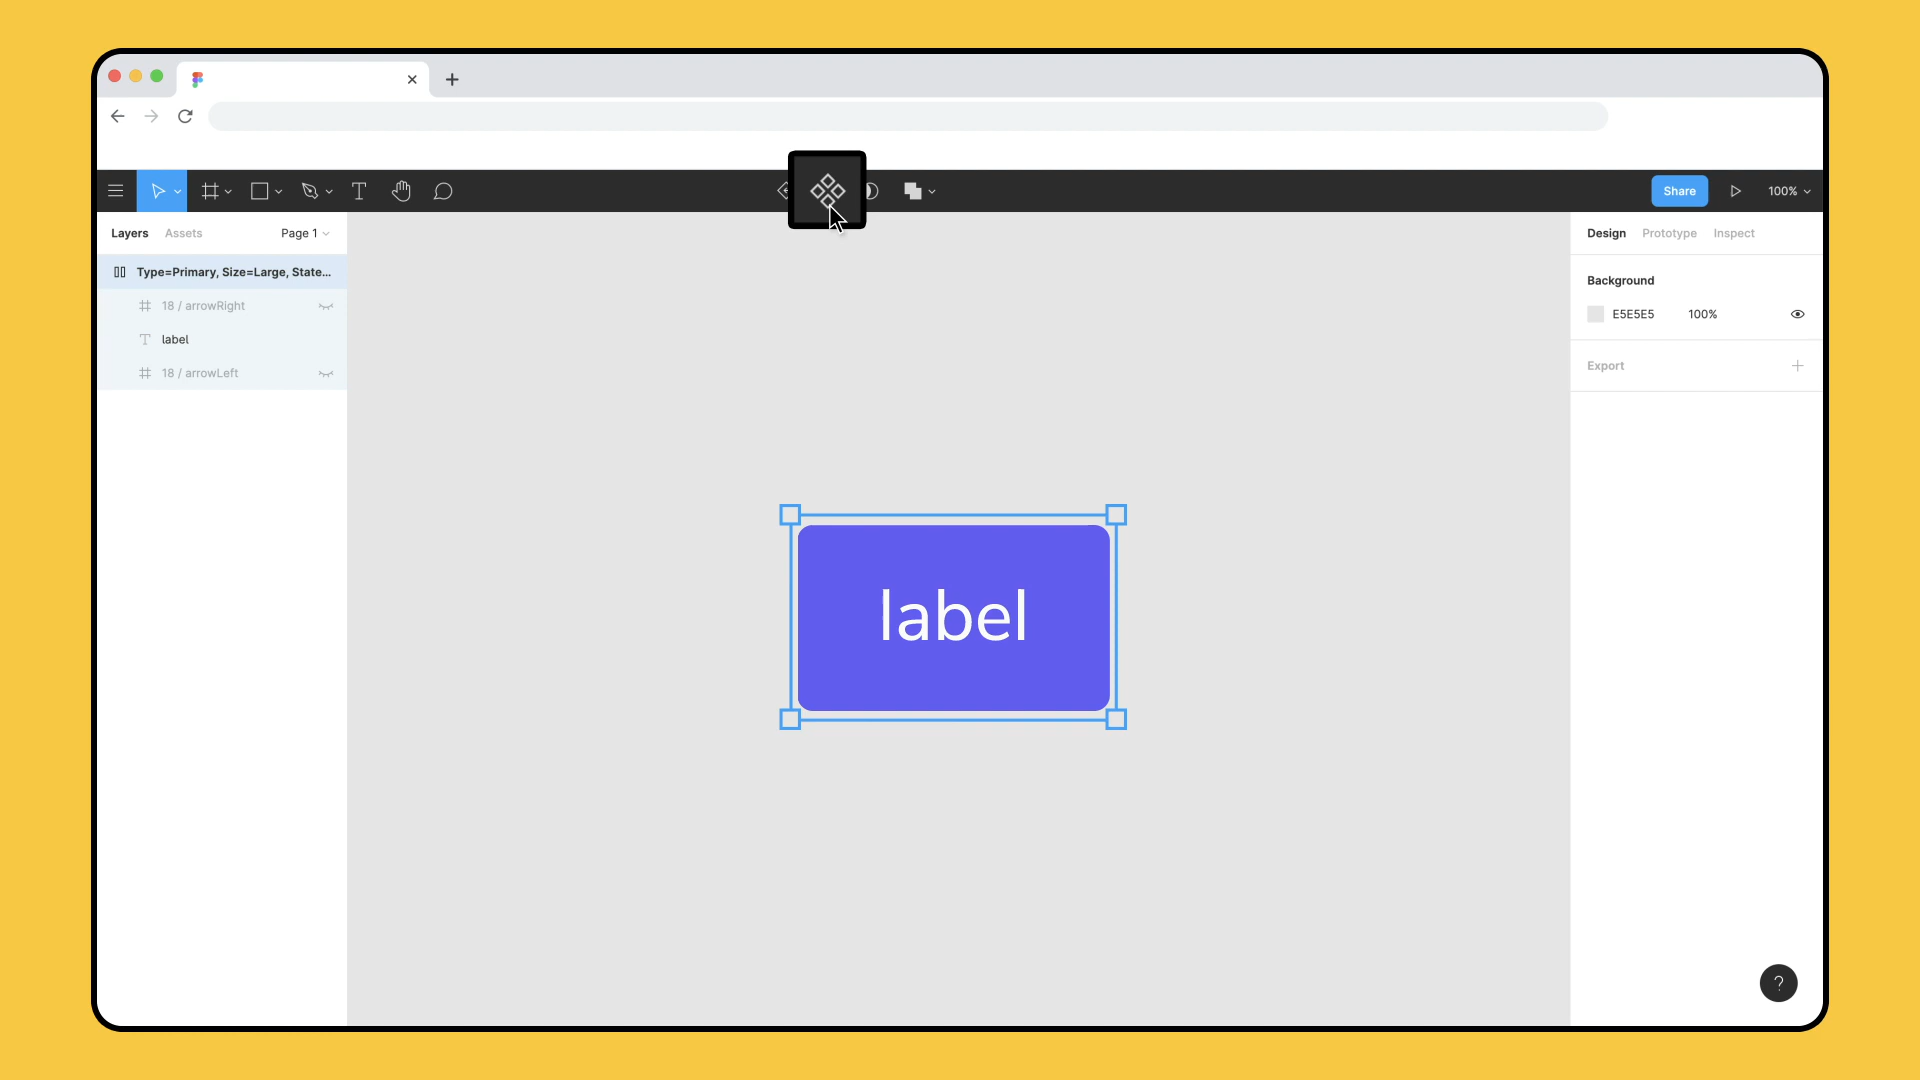 Share
100%
Layers Assets Page 1
Type=Primary, Size=Large, State...
18 / arrowRight
label
18 / arrowLeft
label
Design Prototype Inspect
Background
E5E5E5 100%
Export
?